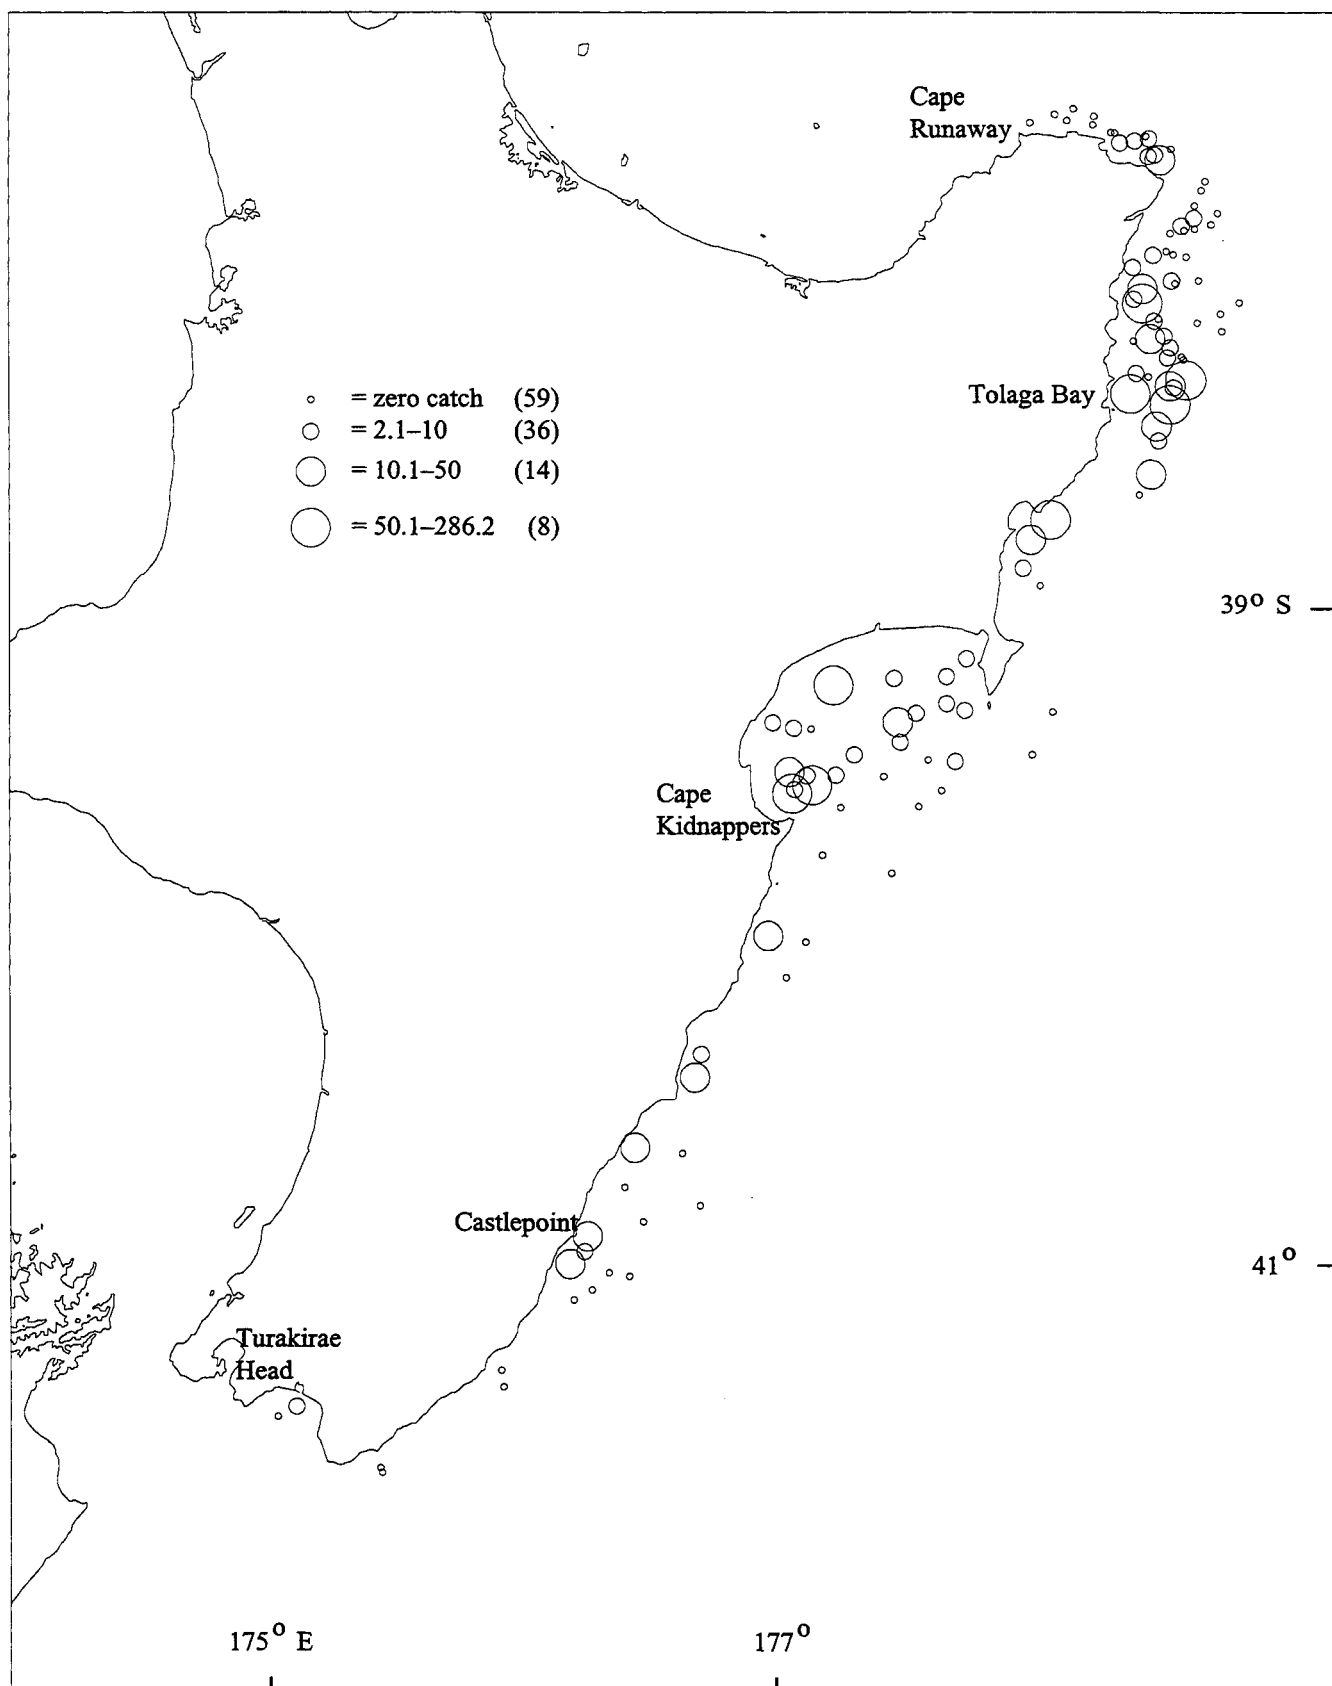 Cape
Runaway
Tolaga Bay
= zero catch (59)
= 2.1–10 (36)
= 10.1–50 (14)
= 50.1–286.2 (8)
39° S
Cape
Kidnappers
Castlepoint
41°
Turakirae
Head
175° E
177°